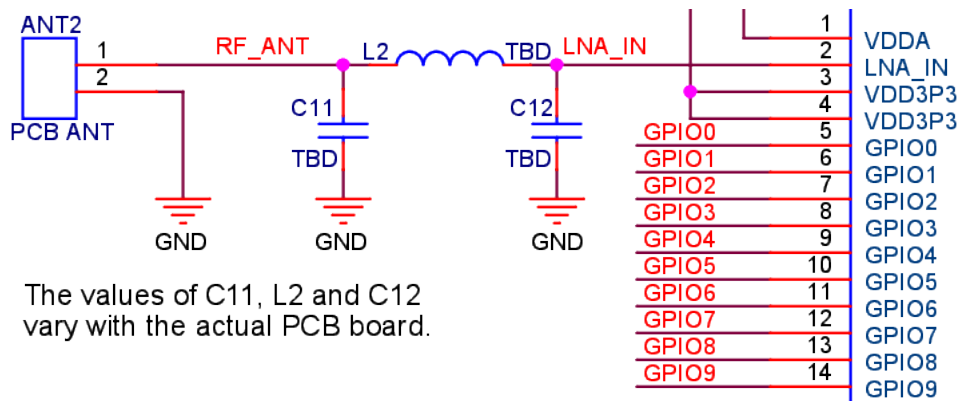 ANT2
1
2
PCB ANT
RF_ANT
L2
TBD
LNA_IN
C11
TBD
C12
TBD
GND
GND
GND
The values of C11, L2 and C12
vary with the actual PCB board.
1 VDDA
2 LNA_IN
3 VDD3P3
4 VDD3P3
GPIO0 5 GPIO0
GPIO1 6 GPIO1
GPIO2 7 GPIO2
GPIO3 8 GPIO3
GPIO4 9 GPIO4
GPIO5 10 GPIO5
GPIO6 11 GPIO6
GPIO7 12 GPIO7
GPIO8 13 GPIO8
GPIO9 14 GPIO9